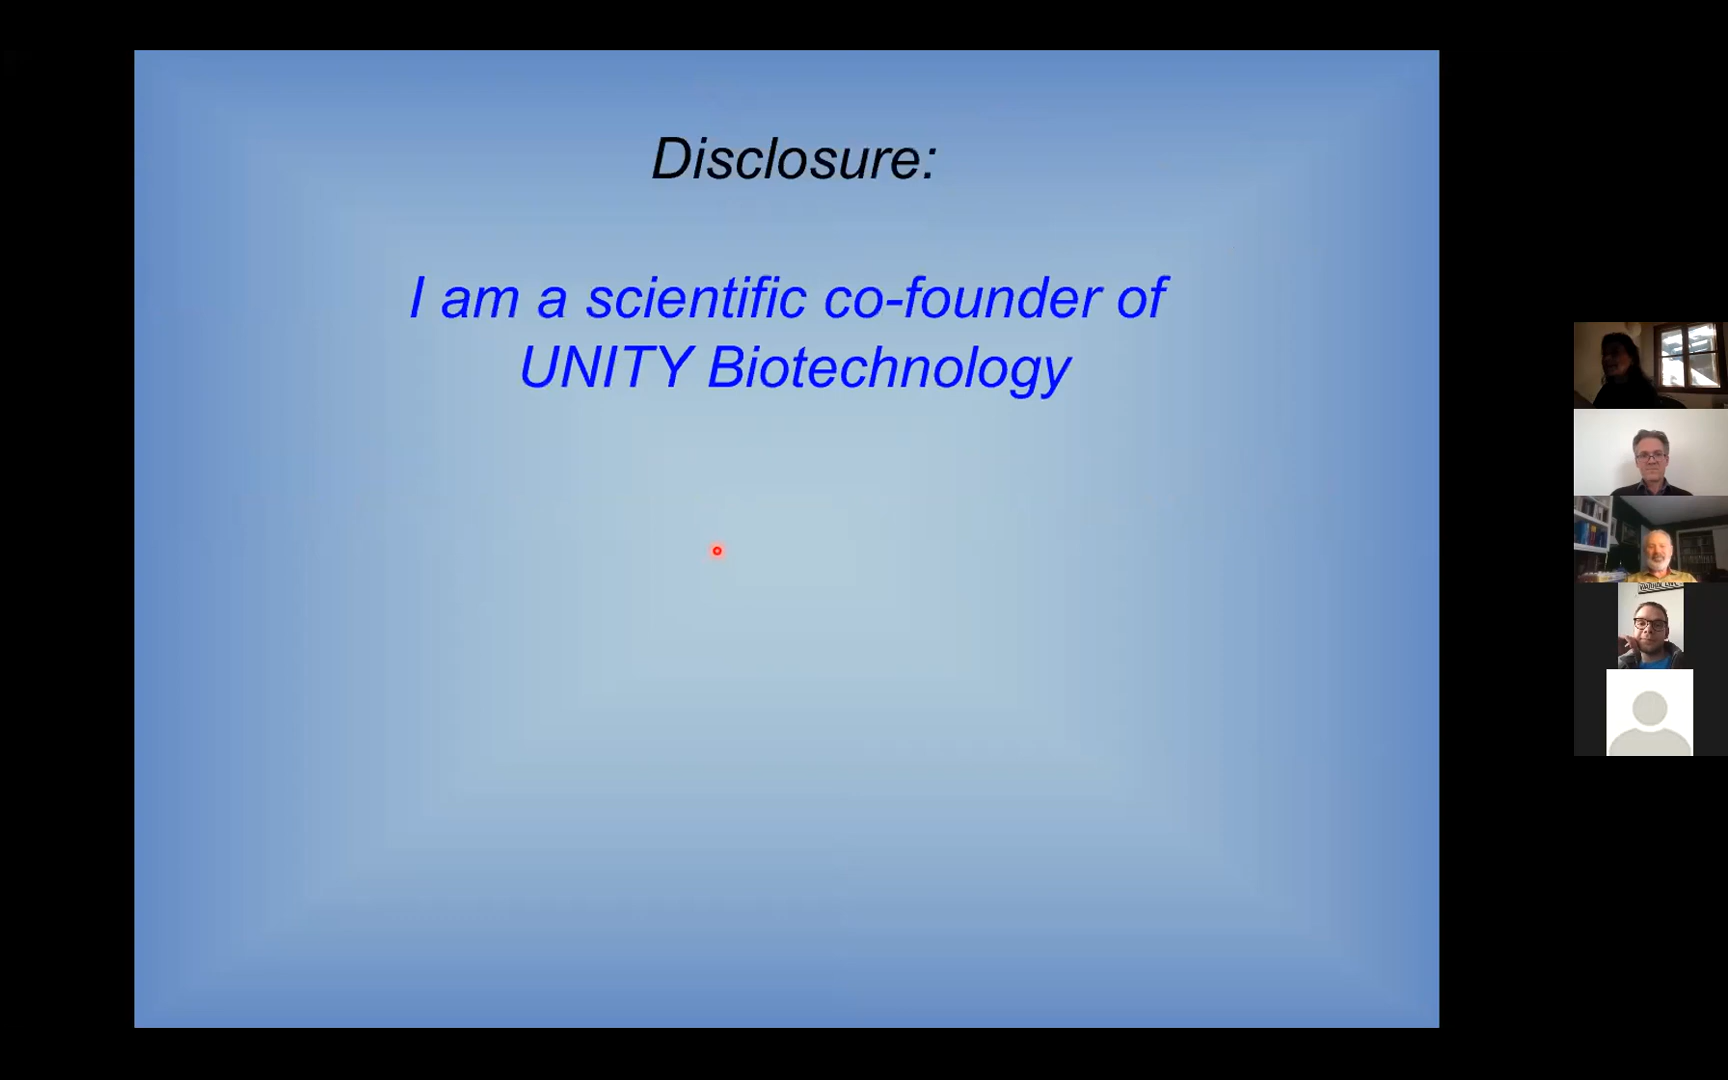 Disclosure:
I am a scientific co-founder of
UNITY Biotechnology